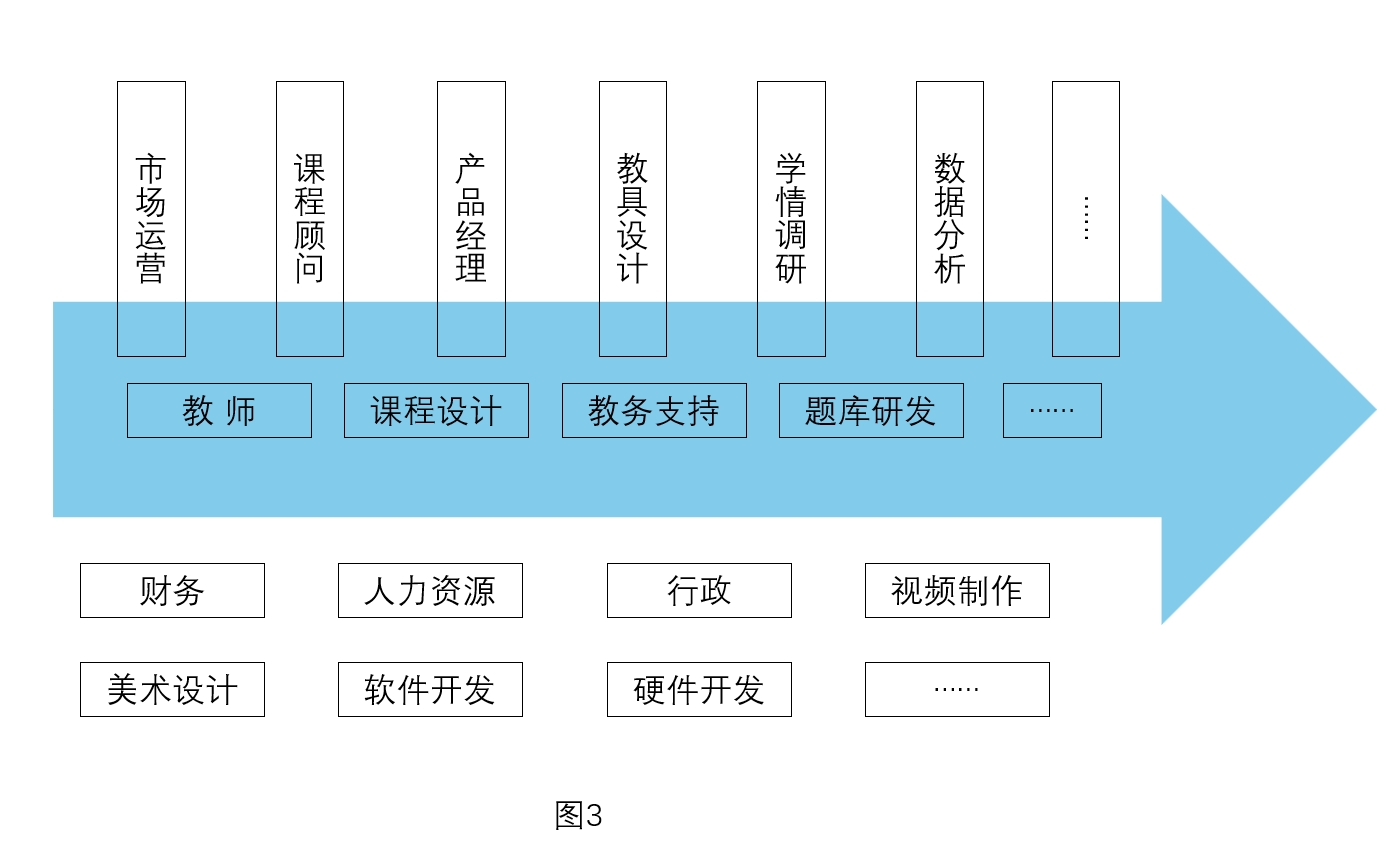 市场运营
课程顾问
产品经理
教具设计
学情调研
数据分析
……
教 师
课程设计
教务支持
题库研发
……
财务
人力资源
行政
视频制作
美术设计
软件开发
硬件开发
……
图3